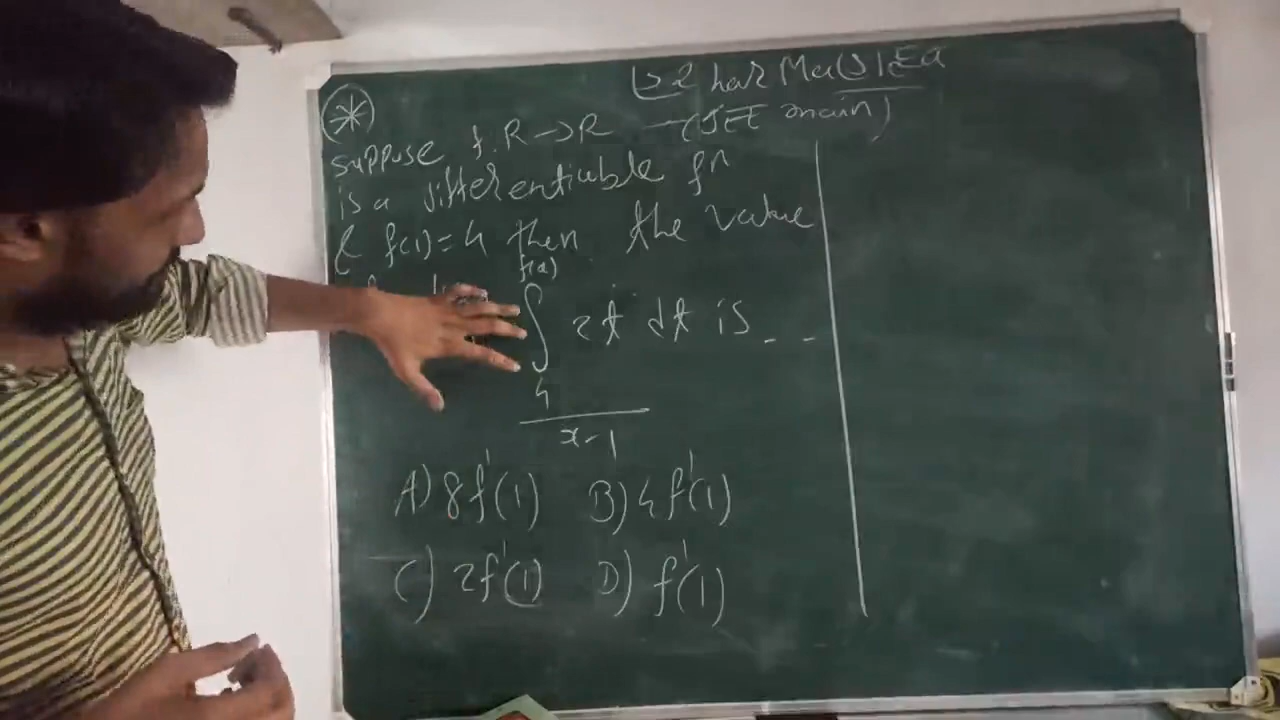 (JEE main)
suppose f: R→R
is a differentiable fn
& f(1)=4 then the value
f(x)
∫ 2t dt is - -
4
x-1
A) 8f'(1) B) 4f'(1)
C) 2f'(1) D) f'(1)